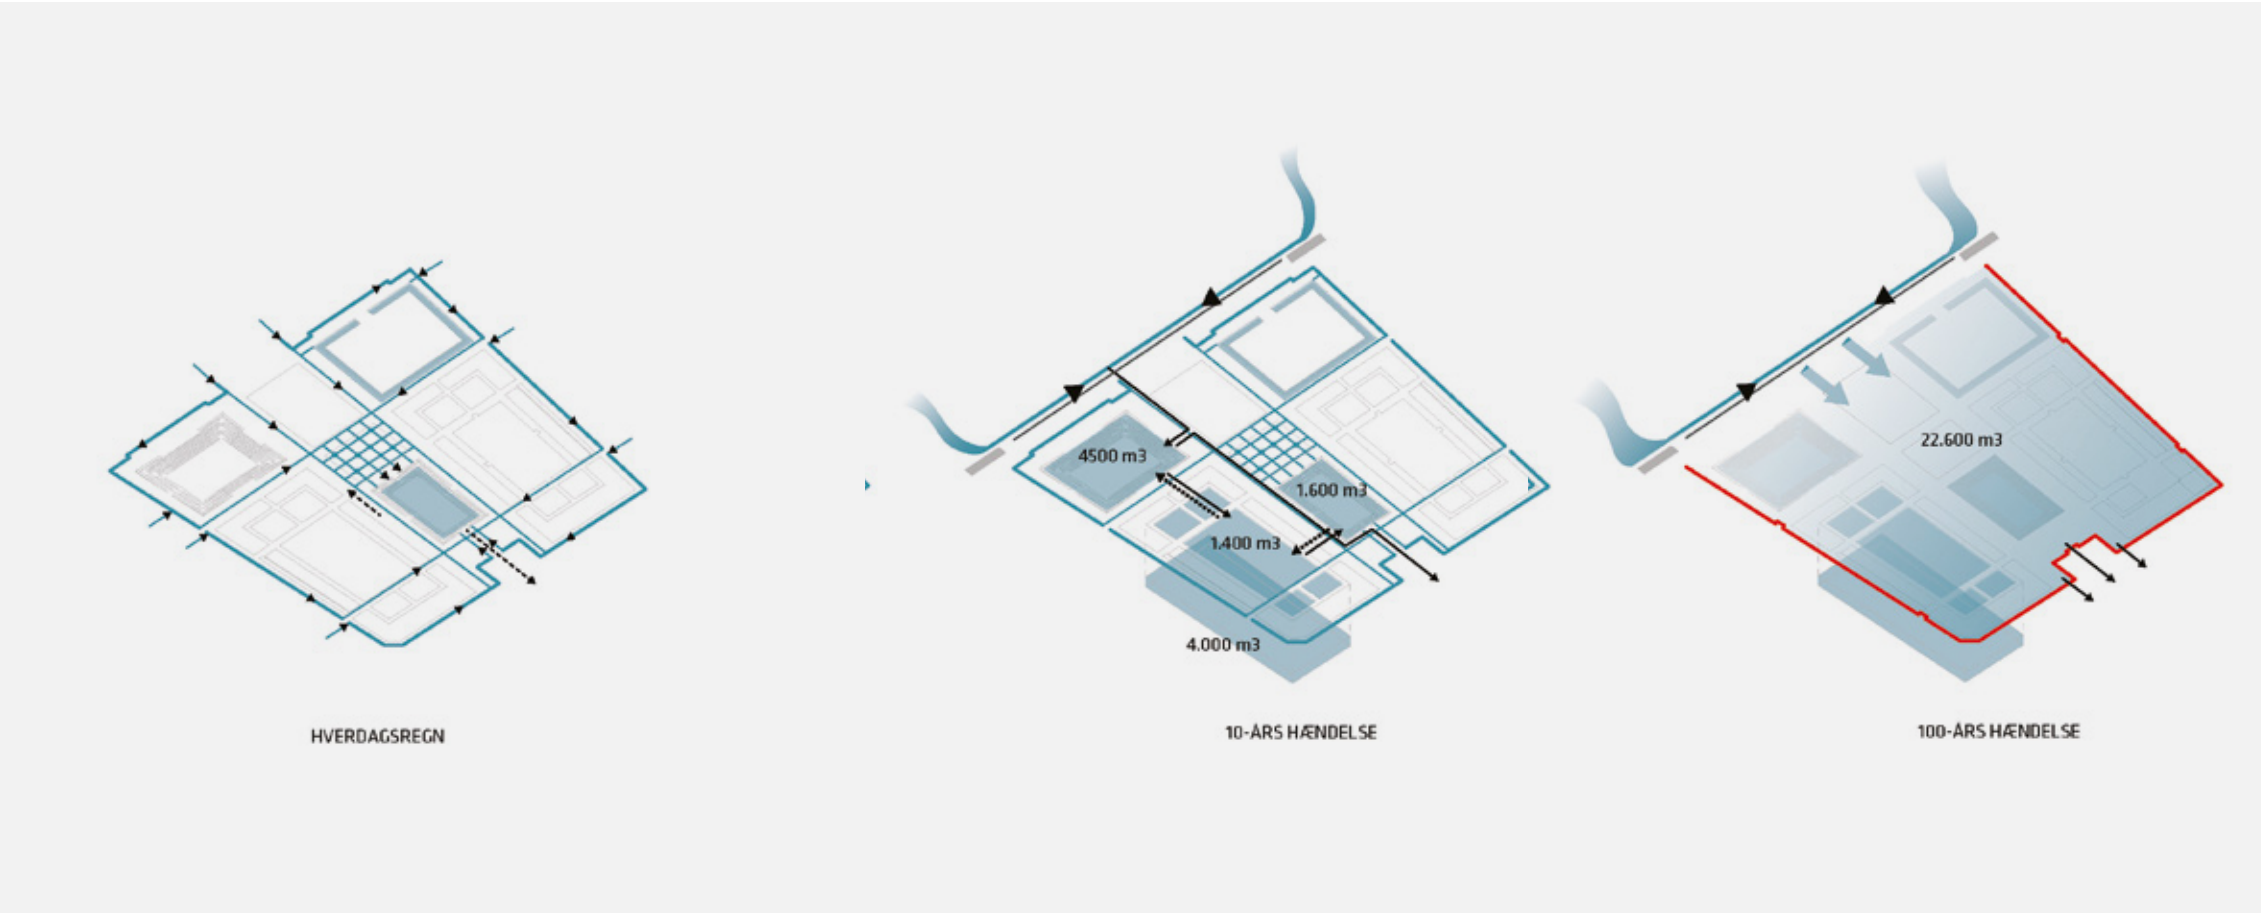 4500 m3
1.600 m3
1.400 m3
4.000 m3
22.600 m3
HVERDAGSREGN
10-ÅRS HÆNDELSE
100-ÅRS HÆNDELSE